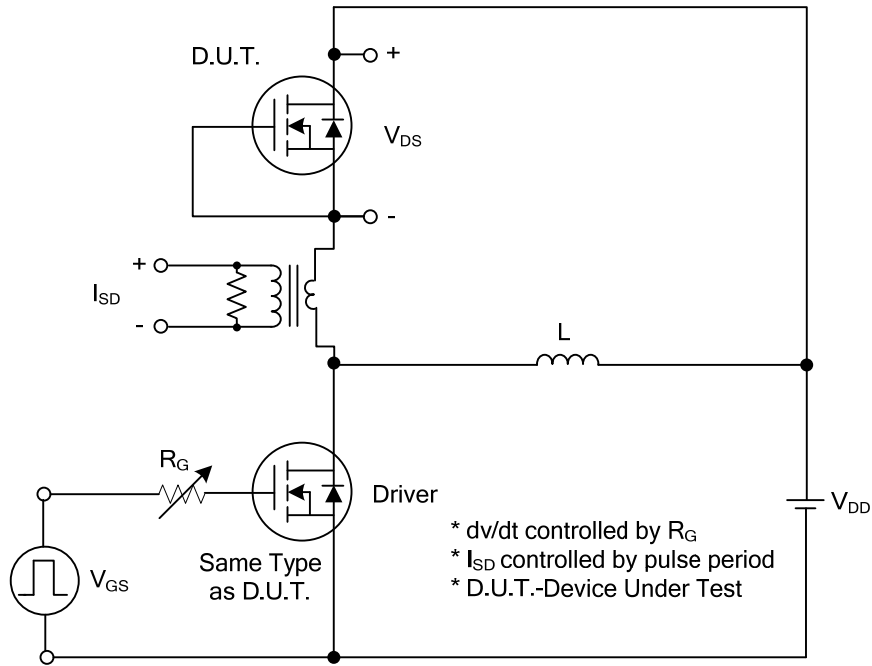 D.U.T.
+
VDS
-
+
ISD
-
L
RG
Driver
VDD
VGS
Same Type
as D.U.T.
* dv/dt controlled by RG
* ISD controlled by pulse period
* D.U.T.-Device Under Test